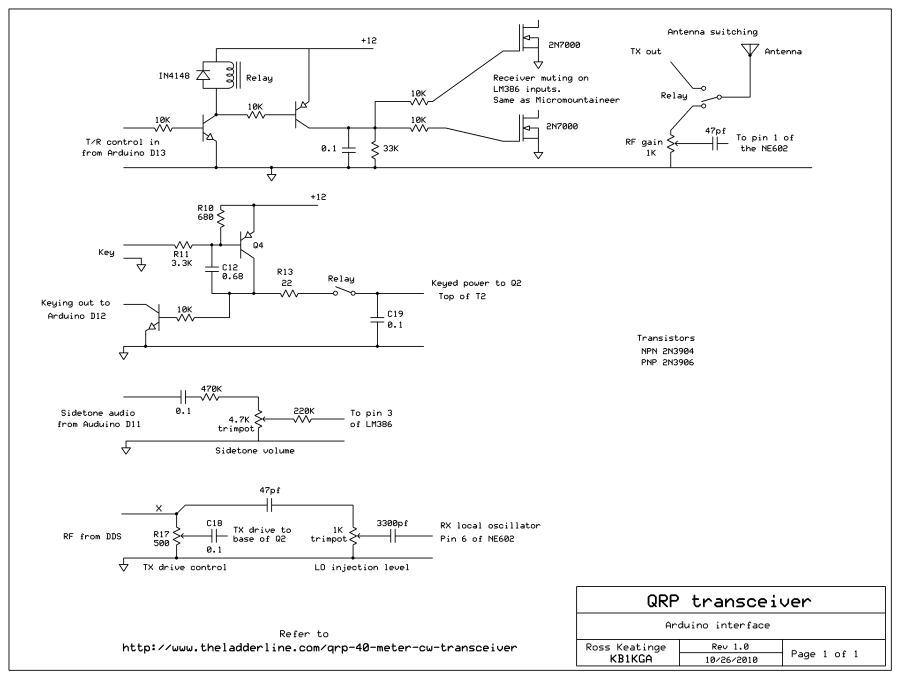 +12
IN4148
Relay
10K
10K
T/R control in
from Arduino D13
0.1
33K
10K
10K
2N7000
Receiver muting on
LM386 inputs.
Same as Micromountaineer
2N7000
Antenna switching
TX out
Antenna
Relay
RF gain
1K
47pf
To pin 1 of
the NE602
+12
R10
680
Key
R11
3.3K
Q4
C12
0.68
R13
22
Relay
Keyed power to Q2
Top of T2
Keying out to
Arduino D12
10K
C19
0.1
Transistors
NPN 2N3904
PNP 2N3906
470K
0.1
Sidetone audio
from Auduino D11
4.7K
trimpot
220K
To pin 3
of LM386
Sidetone volume
47pf
X
RF from DDS
R17
500
C18
0.1
TX drive to
base of Q2
1K
trimpot
3300pf
RX local oscillator
Pin 6 of NE602
TX drive control
LO injection level
Refer to
http://www.theladderline.com/qrp-40-meter-cw-transceiver
QRP transceiver
Arduino interface
Ross Keatinge
KB1KGA
Rev 1.0
10/26/2010
Page 1 of 1